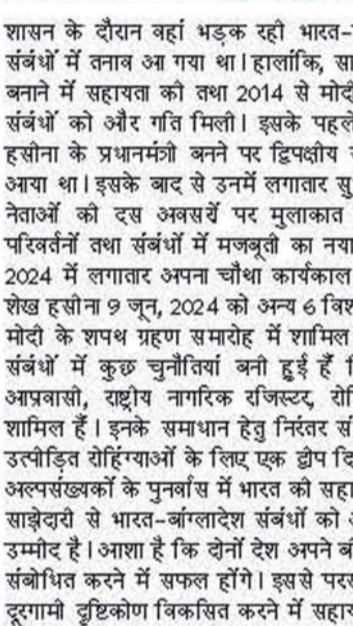 शासन के दौरान वहां भड़क रही भारत-
संबंधों में तनाव आ गया था।हालांकि, सा
बनाने में सहायता की तथा 2014 से मोदी
संबंधों को और गति मिली। इसके पहले
हसीना के प्रधानमंत्री बनने पर द्विपक्षीय
आया था।इसके बाद से उनमें लगातार सु
नेताओं की दस अवसरों पर मुलाकात
परिवर्तनों तथा संबंधों में मजबूती का नया
2024 में लगातार अपना चौथा कार्यकाल
शेख हसीना 9 जून, 2024 को अन्य 6 विश
मोदी के शपथ ग्रहण समारोह में शामिल
संबंधों में कुछ चुनौतियां बनी हुई हैं
आप्रवासी, राष्ट्रीय नागरिक रजिस्टर, रो
शामिल हैं। इनके समाधान हेतु निरंतर सं
उत्पीड़ित रोहिंग्याओं के लिए एक द्वीप दि
अल्पसंख्यकों के पुनर्वास में भारत की सहा
साझेदारी से भारत-बांग्लादेश संबंधों को
उम्मीद है।आशा है कि दोनों देश अपने बी
संबोधित करने में सफल होंगे। इससे परस
दूरगामी दृष्टिकोण विकसित करने में सहाय